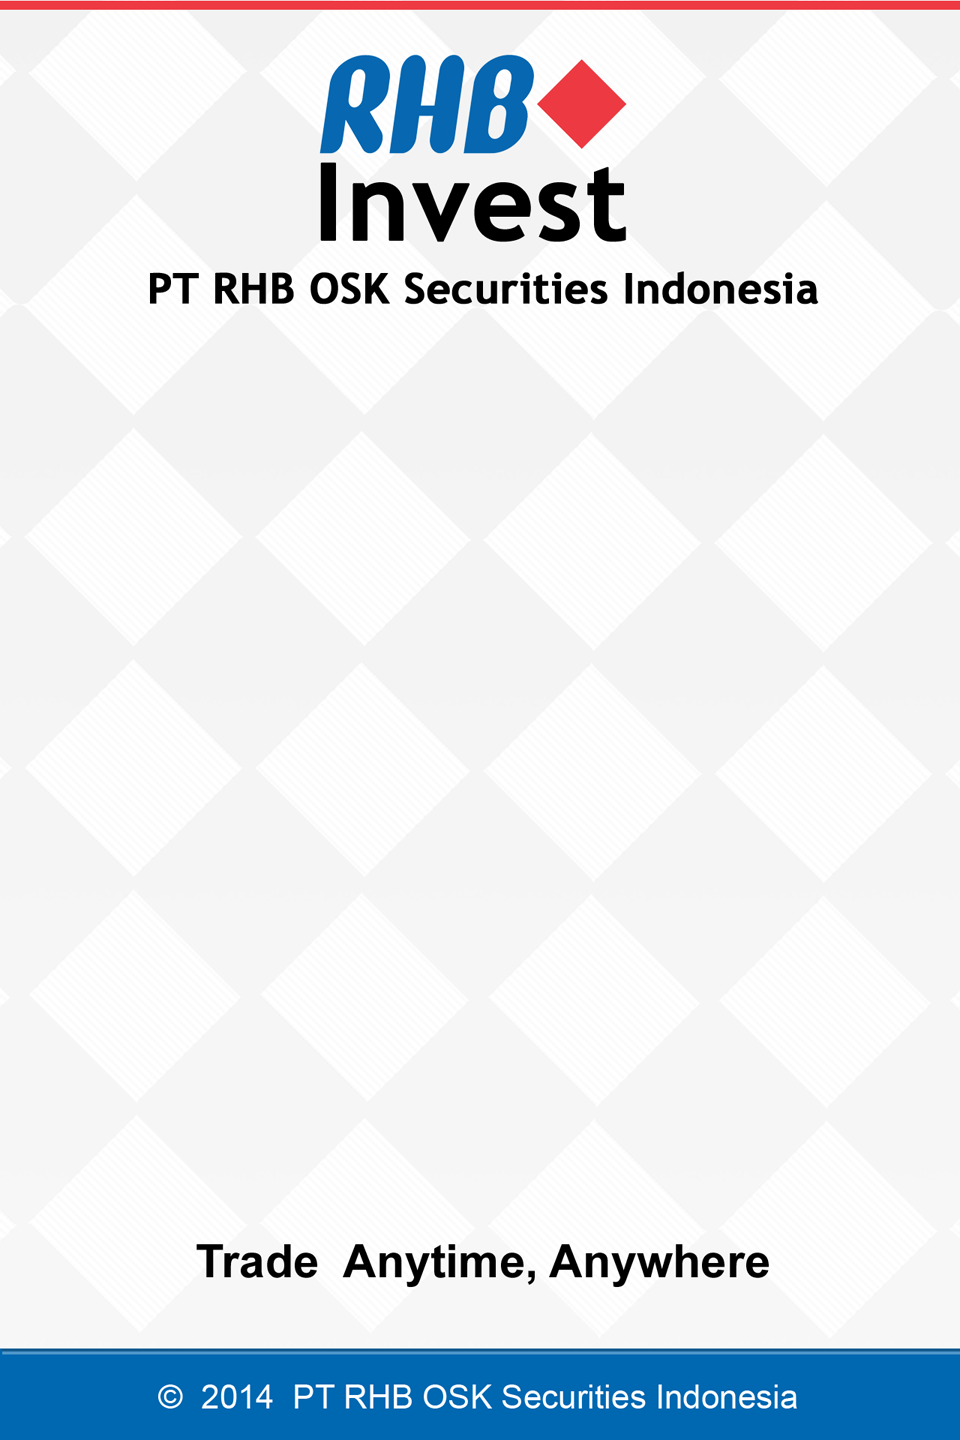 RHB
Invest
PT RHB OSK Securities Indonesia
Trade  Anytime, Anywhere
©  2014  PT RHB OSK Securities Indonesia